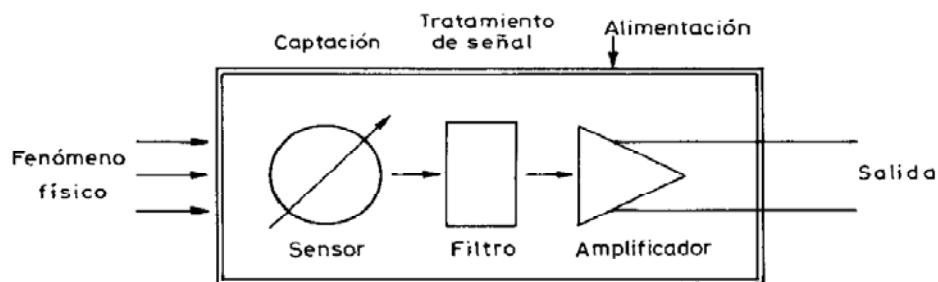 Captación
Tratamiento
de señal
Alimentación
Fenómeno
físico
Sensor
Filtro
Amplificador
Salida